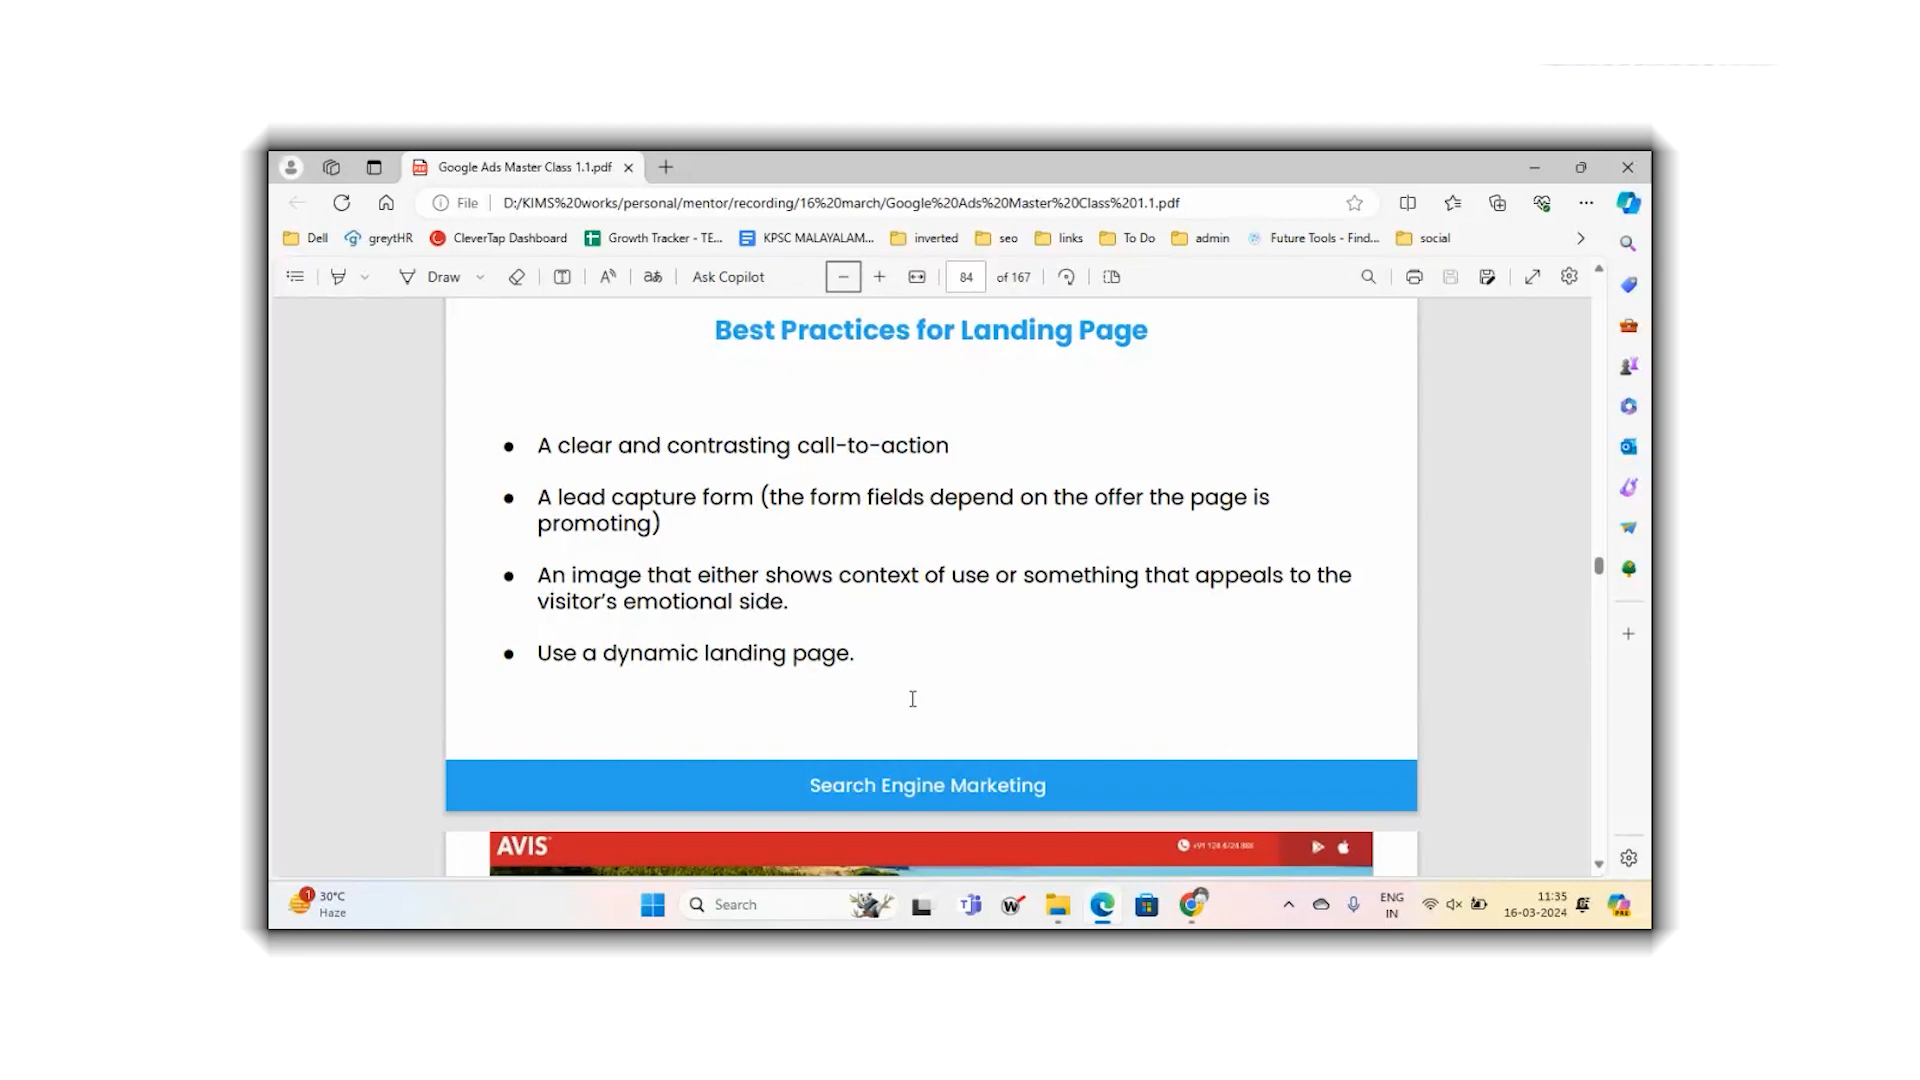 Google Ads Master Class 1.1.pdf
File D:/KIMS%20works/personal/mentor/recording/16%20march/Google%20Ads%20Master%20Class%201.1.pdf
Dell greytHR CleverTap Dashboard Growth Tracker - TE... KPSC MALAYALAM... inverted seo links To Do admin Future Tools - Find... social
Draw Ask Copilot 84 of 167
Best Practices for Landing Page
● A clear and contrasting call-to-action
● A lead capture form (the form fields depend on the offer the page is
promoting)
● An image that either shows context of use or something that appeals to the
visitor’s emotional side.
● Use a dynamic landing page.
Search Engine Marketing
AVIS
30°C
Haze
Search
ENG
IN
11:35
16-03-2024